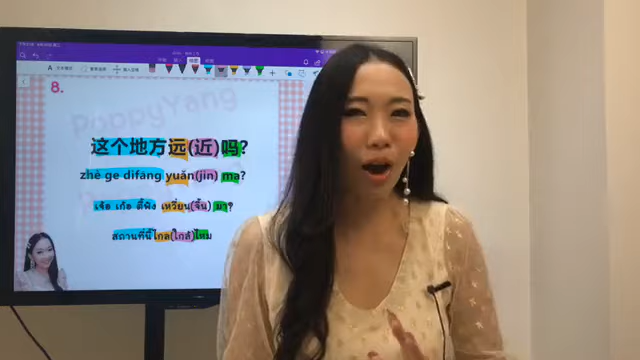 8.
PoppyYang
这个地方远(近)吗?
zhè ge dìfāng yuǎn(jìn) ma?
เจ้อ เก้อ ตี้ฟิง เหวี่ยน(จิ้น) มา?
สถานที่นี้ไกล(ใกล้)ไหม